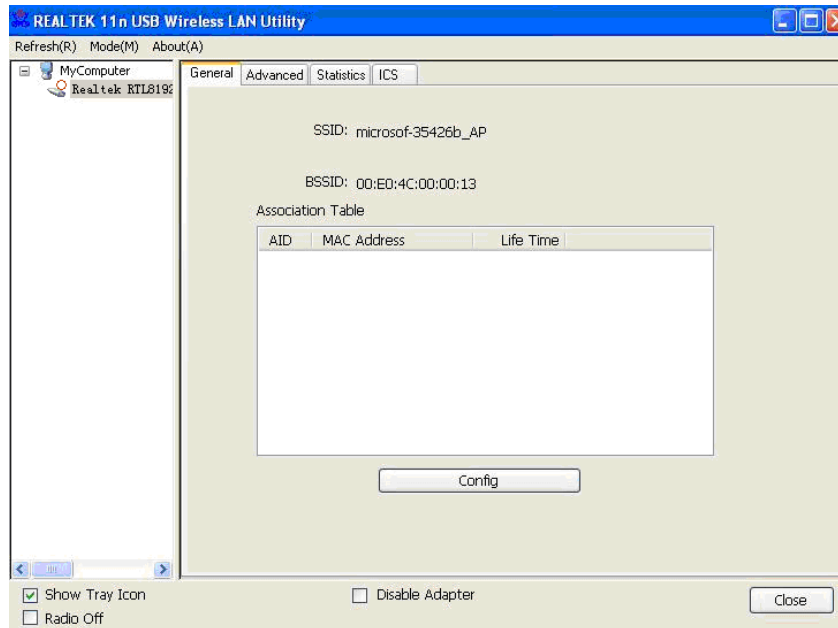 REALTEK 11n USB Wireless LAN Utility
Refresh(R) Mode(M) About(A)
MyComputer
Realtek RTL8192
General Advanced Statistics ICS
SSID: microsof-35426b_AP
BSSID: 00:E0:4C:00:00:13
Association Table
AID MAC Address Life Time
Config
Show Tray Icon
Disable Adapter
Radio Off
Close